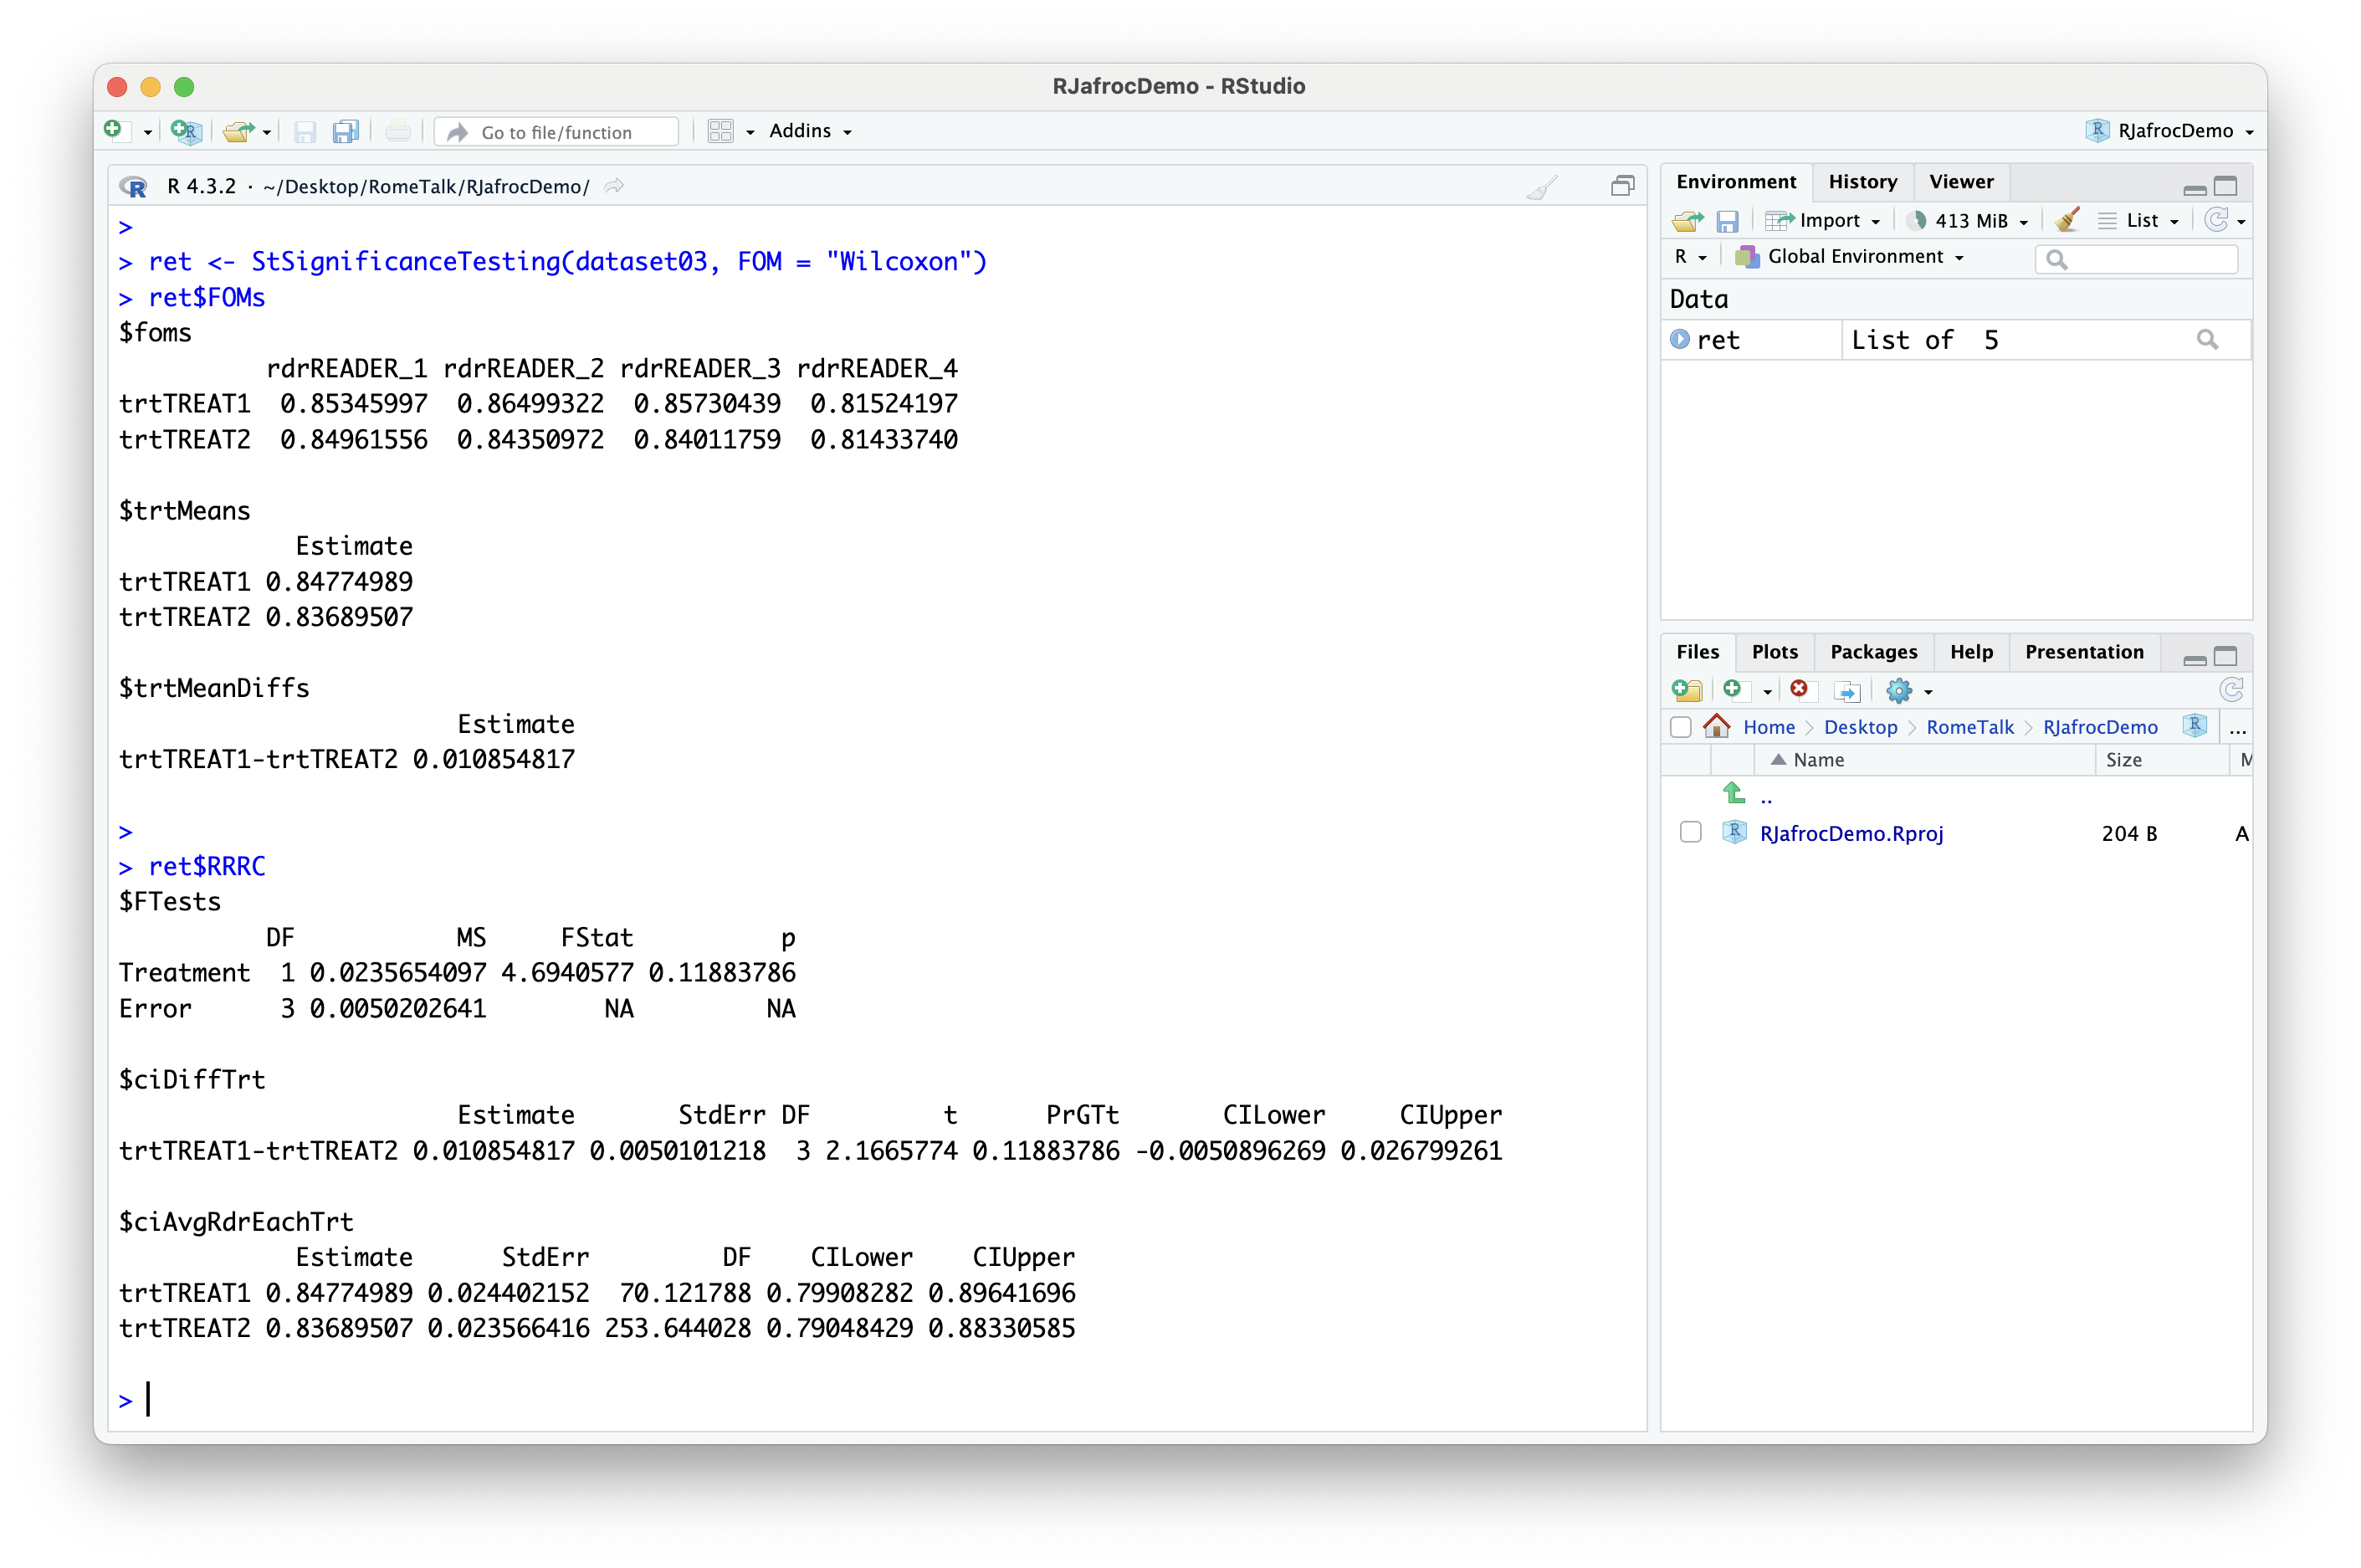 RJafrocDemo - RStudio
Go to file/function
Addins
RJafrocDemo
R 4.3.2 · ~/Desktop/RomeTalk/RJafrocDemo/
>
> ret <- StSignificanceTesting(dataset03, FOM = "Wilcoxon")
> ret$FOMs
$foms
rdrREADER_1 rdrREADER_2 rdrREADER_3 rdrREADER_4
trtTREAT1 0.85345997 0.86499322 0.85730439 0.81524197
trtTREAT2 0.84961556 0.84350972 0.84011759 0.81433740
$trtMeans
Estimate
trtTREAT1 0.84774989
trtTREAT2 0.83689507
$trtMeanDiffs
Estimate
trtTREAT1-trtTREAT2 0.010854817
>
> ret$RRRC
$FTests
DF MS FStat p
Treatment 1 0.0235654097 4.6940577 0.11883786
Error 3 0.0050202641 NA NA
$ciDiffTrt
Estimate StdErr DF t PrGTt CILower CIUpper
trtTREAT1-trtTREAT2 0.010854817 0.0050101218 3 2.1665774 0.11883786 -0.0050896269 0.026799261
$ciAvgRdrEachTrt
Estimate StdErr DF CILower CIUpper
trtTREAT1 0.84774989 0.024402152 70.121788 0.79908282 0.89641696
trtTREAT2 0.83689507 0.023566416 253.644028 0.79048429 0.88330585
>
Environment History Viewer
Import 413 MiB List
R Global Environment
Data
ret List of 5
Files Plots Packages Help Presentation
Home Desktop RomeTalk RJafrocDemo ...
Name Size M
..
RJafrocDemo.Rproj 204 B A